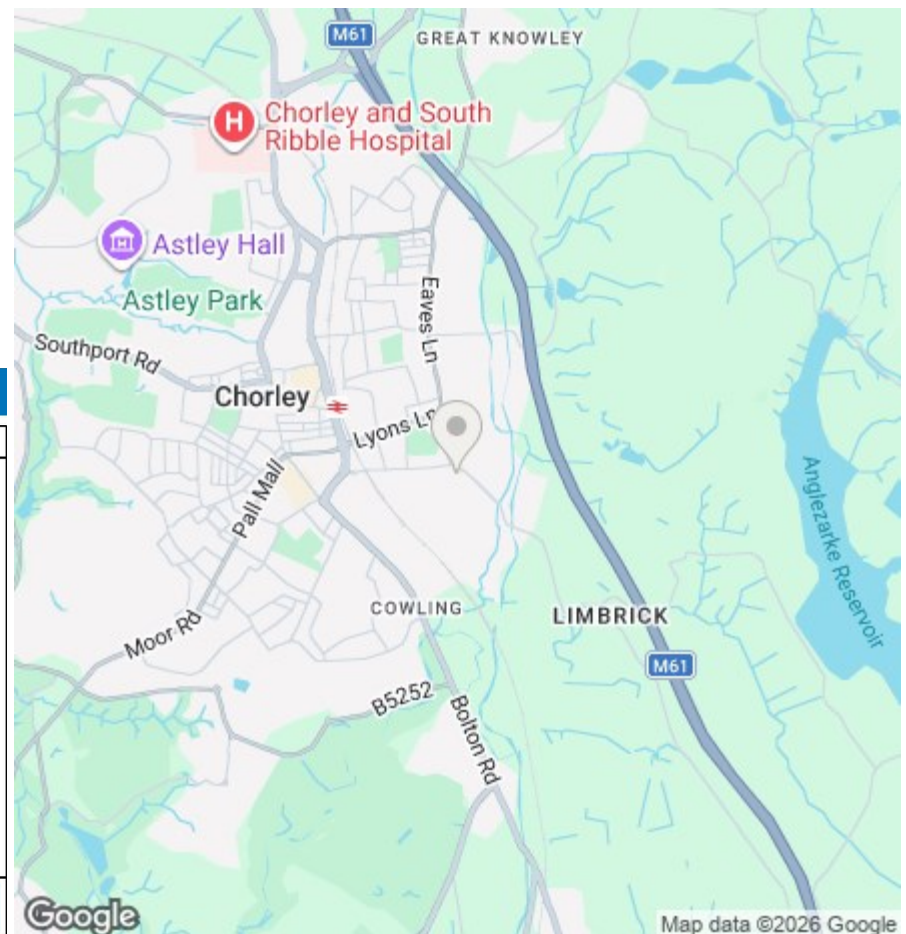 M61
GREAT KNOWLEY
H
Chorley and South
Ribble Hospital
Astley Hall
Astley Park
Eaves Ln
Southport Rd
Chorley
Lyons Ln
Pall Mall
Anglezarke Reservoir
COWLING
LIMBRICK
Moor Rd
M61
B5252
Bolton Rd
Google
Map data ©2026 Google